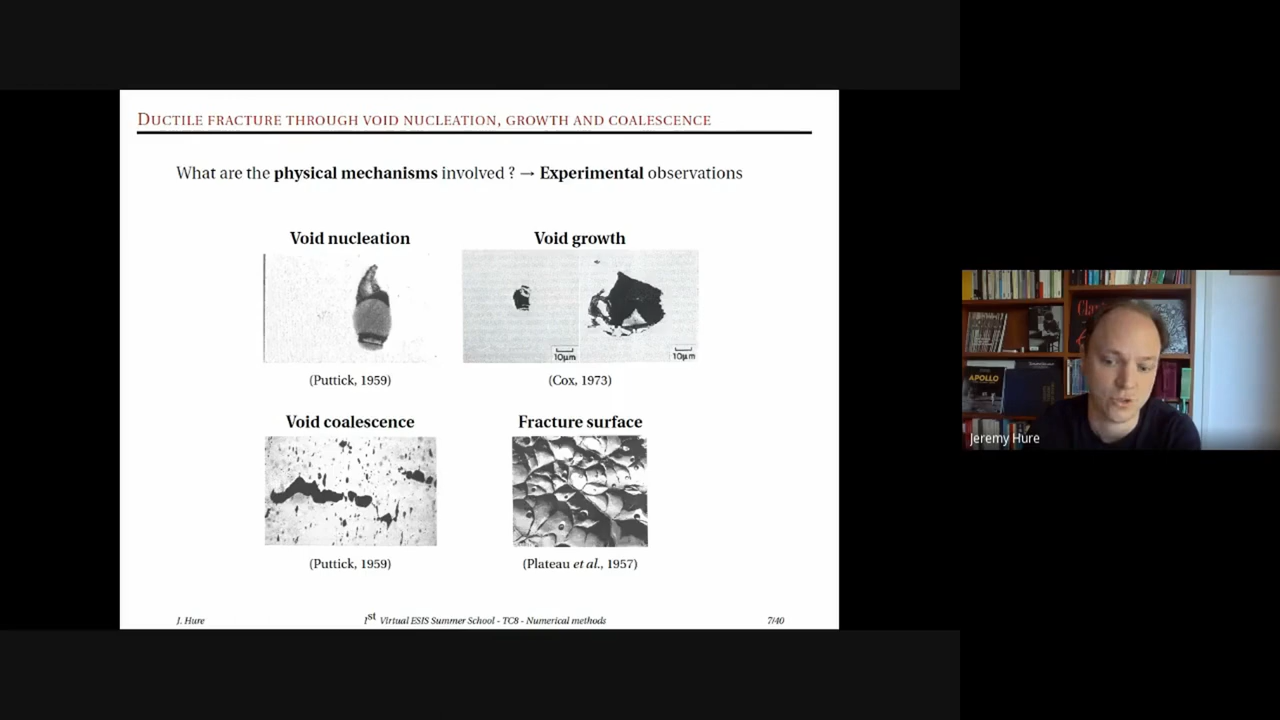 DUCTILE FRACTURE THROUGH VOID NUCLEATION, GROWTH AND COALESCENCE
What are the physical mechanisms involved ? → Experimental observations
Void nucleation
Void growth
10µm
10µm
(Puttick, 1959)
(Cox, 1973)
Void coalescence
Fracture surface
(Puttick, 1959)
(Plateau et al., 1957)
J. Hure
1st Virtual ESIS Summer School - TC8 - Numerical methods
7/40
APOLLO
Jeremy Hure